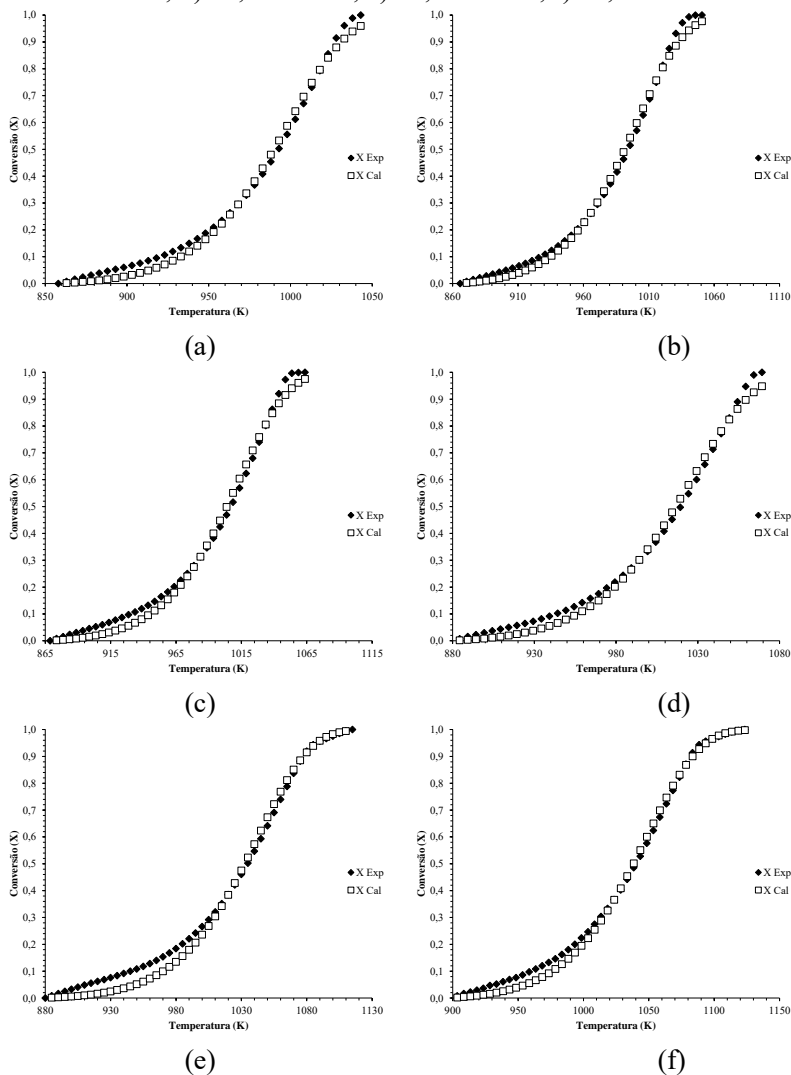 1,0
0,9
0,8
0,7
0,6
0,5
0,4
0,3
0,2
0,1
0,0
Conversão (X)
850 900 950 1000 1050
Temperatura (K)
X Exp
X Cal
(a)
1,0
0,9
0,8
0,7
0,6
0,5
0,4
0,3
0,2
0,1
0,0
Conversão (X)
860 910 960 1010 1060 1110
Temperatura (K)
X Exp
X Cal
(b)
1,0
0,9
0,8
0,7
0,6
0,5
0,4
0,3
0,2
0,1
0,0
Conversão (X)
865 915 965 1015 1065 1115
Temperatura (K)
X Exp
X Cal
(c)
1,0
0,9
0,8
0,7
0,6
0,5
0,4
0,3
0,2
0,1
0,0
Conversão (X)
880 930 980 1030 1080
Temperatura (K)
X Exp
X Cal
(d)
1,0
0,9
0,8
0,7
0,6
0,5
0,4
0,3
0,2
0,1
0,0
Conversão (X)
880 930 980 1030 1080 1130
Temperatura (K)
X Exp
X Cal
(e)
1,0
0,9
0,8
0,7
0,6
0,5
0,4
0,3
0,2
0,1
0,0
Conversão (X)
900 950 1000 1050 1100 1150
Temperatura (K)
X Exp
X Cal
(f)